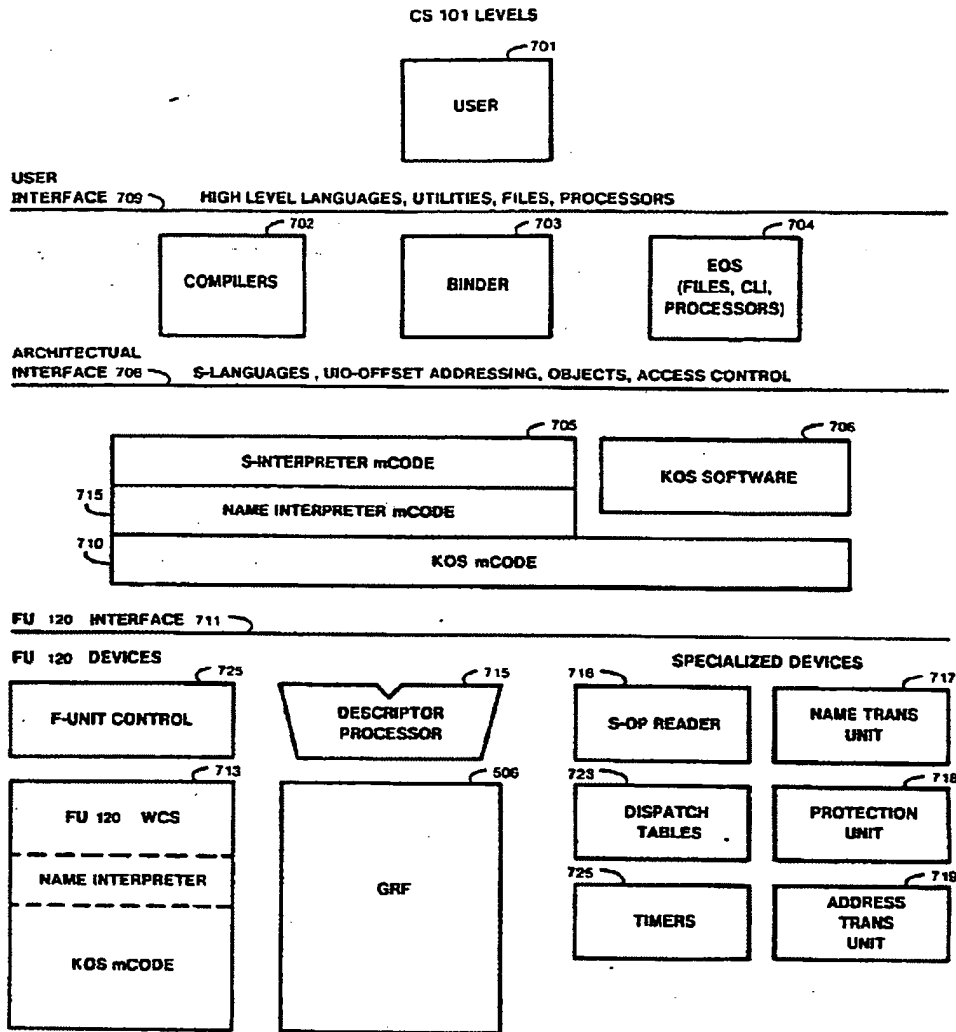 CS 101 LEVELS
701
USER
USER
INTERFACE 709 HIGH LEVEL LANGUAGES, UTILITIES, FILES, PROCESSORS
702 703 704
COMPILERS
BINDER
EOS
(FILES, CLI,
PROCESSORS)
ARCHITECTUAL
INTERFACE 708 S-LANGUAGES, UIO-OFFSET ADDRESSING, OBJECTS, ACCESS CONTROL
705 706
S-INTERPRETER mCODE
KOS SOFTWARE
715
NAME INTERPRETER mCODE
710
KOS mCODE
FU 120 INTERFACE 711
FU 120 DEVICES
SPECIALIZED DEVICES
725 715 716 717
F-UNIT CONTROL
DESCRIPTOR
PROCESSOR
S-OP READER
NAME TRANS
UNIT
713 506 723 718
FU 120 WCS
DISPATCH
TABLES
PROTECTION
UNIT
NAME INTERPRETER
GRF
725 719
TIMERS
ADDRESS
TRANS
UNIT
KOS mCODE